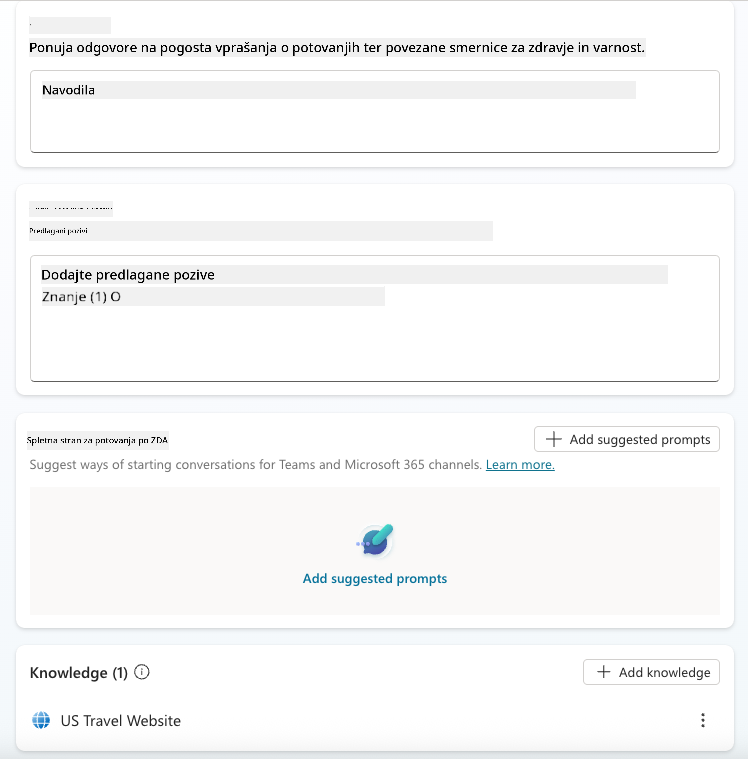 Ponuja odgovore na pogosta vprašanja o potovanjih ter povezane smernice za zdravje in varnost.
Navodila
Predlagani pozivi
Dodajte predlagane pozive
Znanje (1) O
Spletna stran za potovanja po ZDA
Add suggested prompts
Suggest ways of starting conversations for Teams and Microsoft 365 channels. Learn more.
Add suggested prompts
Knowledge (1)
Add knowledge
US Travel Website